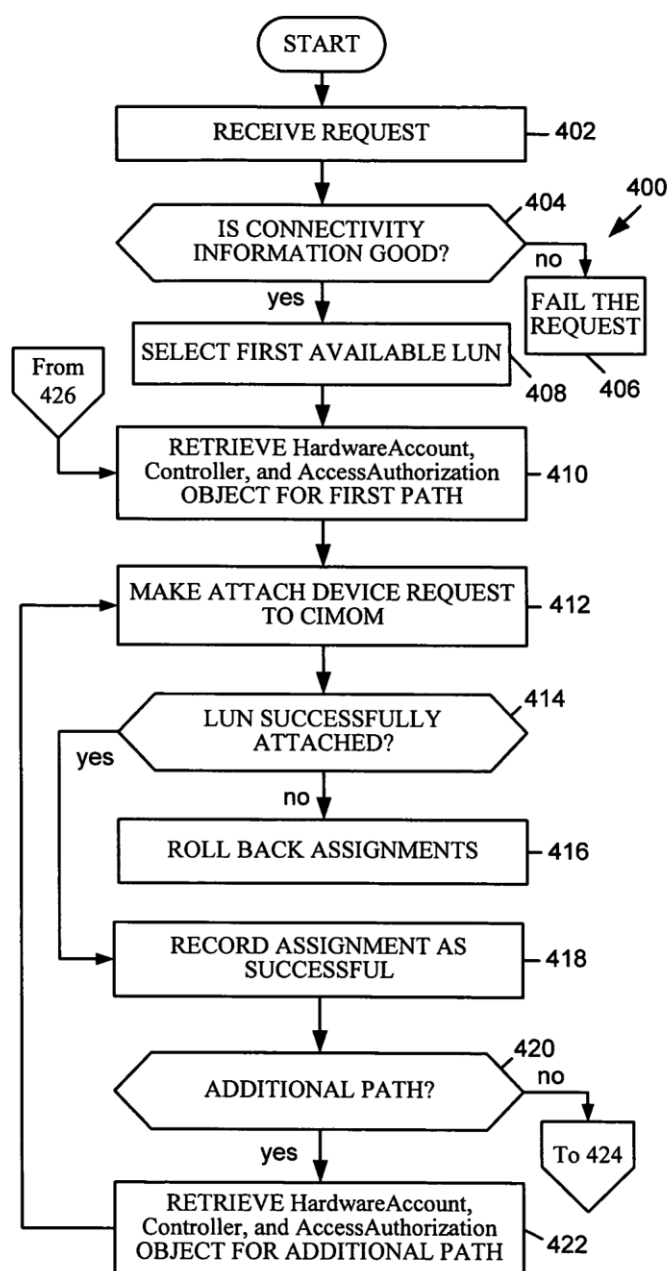 START
RECEIVE REQUEST
402
IS CONNECTIVITY
INFORMATION GOOD?
404
400
no
yes
FAIL THE
REQUEST
406
SELECT FIRST AVAILABLE LUN
408
From
426
RETRIEVE HardwareAccount,
Controller, and AccessAuthorization
OBJECT FOR FIRST PATH
410
MAKE ATTACH DEVICE REQUEST
TO CIMOM
412
LUN SUCCESSFULLY
ATTACHED?
414
yes
no
ROLL BACK ASSIGNMENTS
416
RECORD ASSIGNMENT AS
SUCCESSFUL
418
ADDITIONAL PATH?
420
no
yes
To 424
RETRIEVE HardwareAccount,
Controller, and AccessAuthorization
OBJECT FOR ADDITIONAL PATH
422